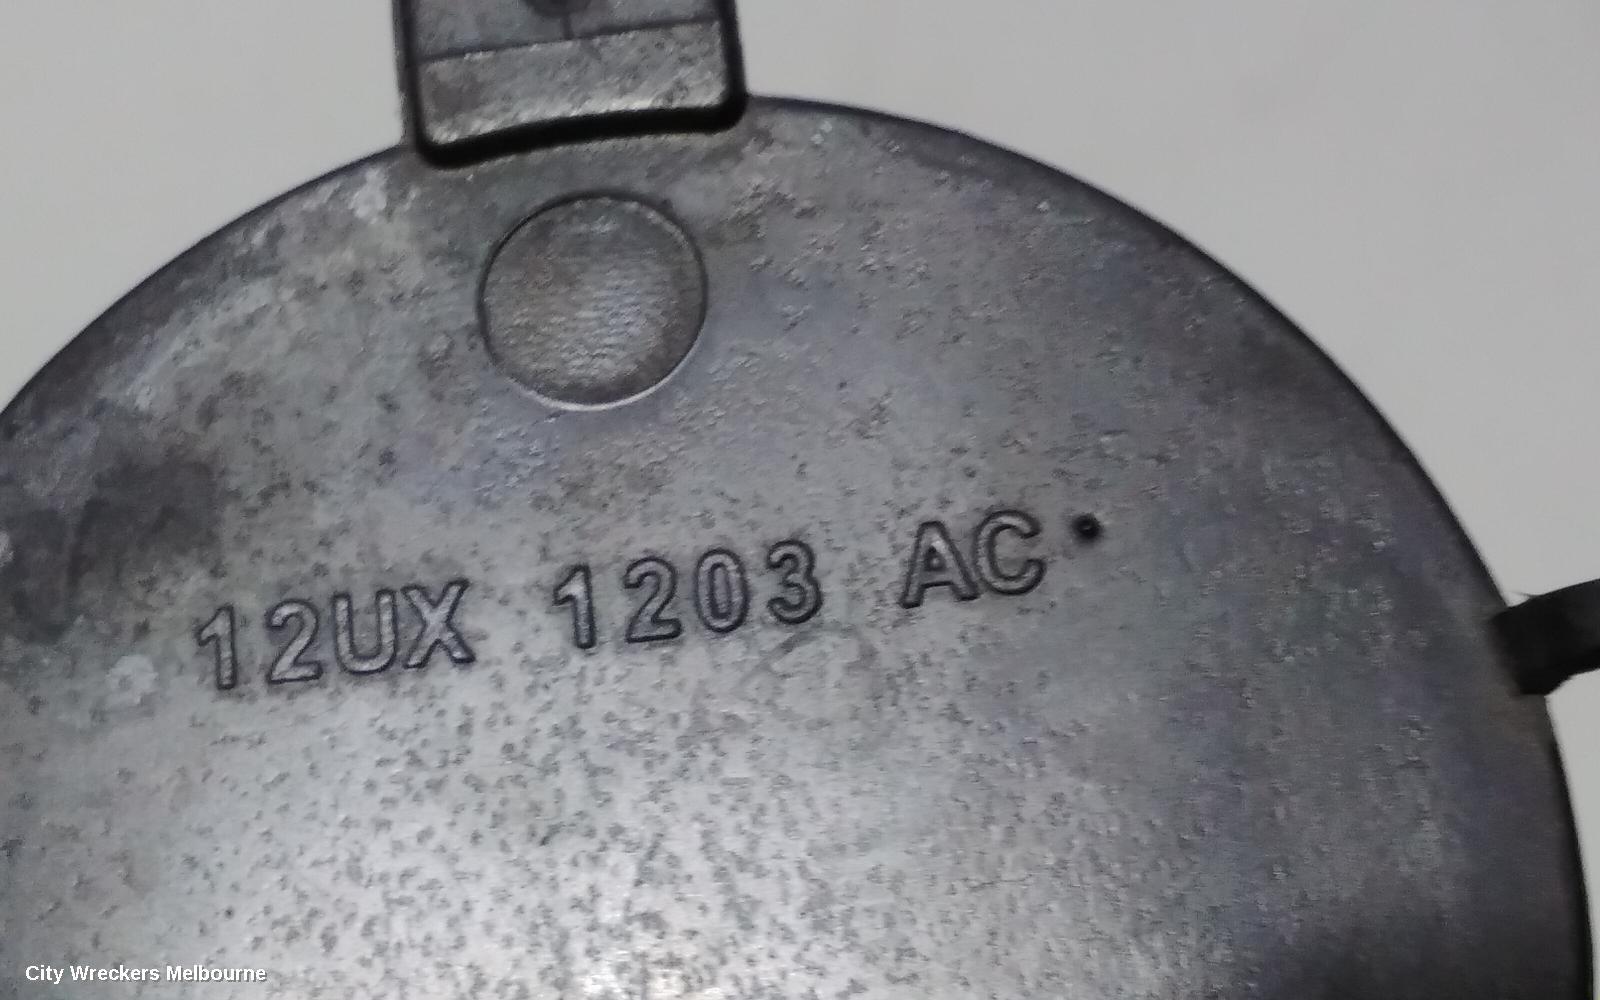 12UX 1203 AC
City Wreckers Melbourne